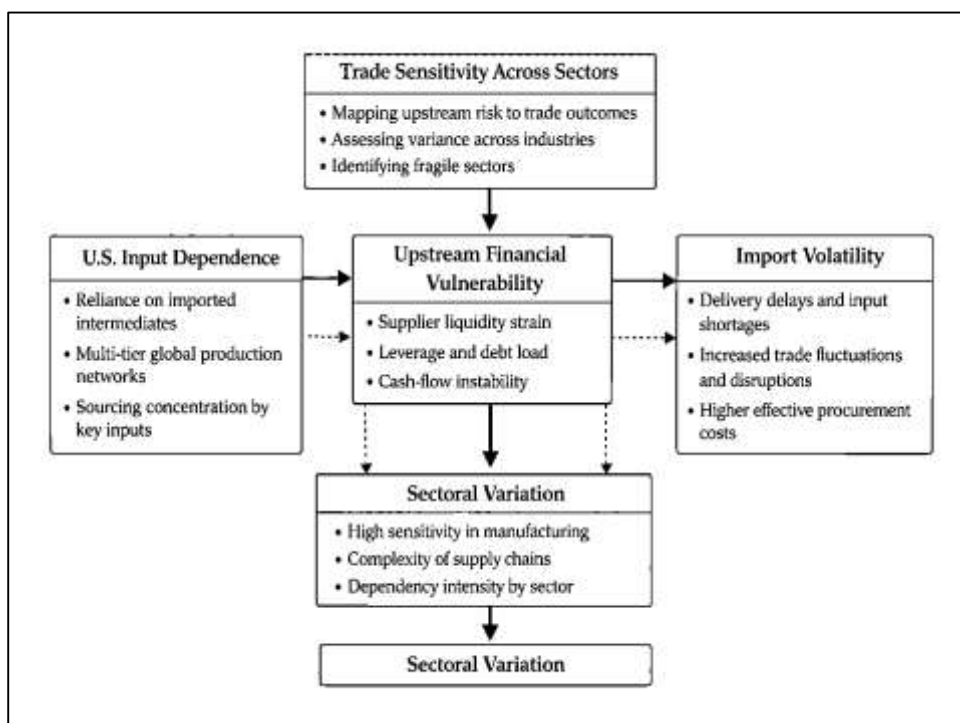 Trade Sensitivity Across Sectors
• Mapping upstream risk to trade outcomes
• Assessing variance across industries
• Identifying fragile sectors
U.S. Input Dependence
• Reliance on imported
intermediates
• Multi-tier global production
networks
• Sourcing concentration by
key inputs
Upstream Financial
Vulnerability
• Supplier liquidity strain
• Leverage and debt load
• Cash-flow instability
Import Volatility
• Delivery delays and input
shortages
• Increased trade fluctuations
and disruptions
• Higher effective procurement
costs
Sectoral Variation
• High sensitivity in manufacturing
• Complexity of supply chains
• Dependency intensity by sector
Sectoral Variation